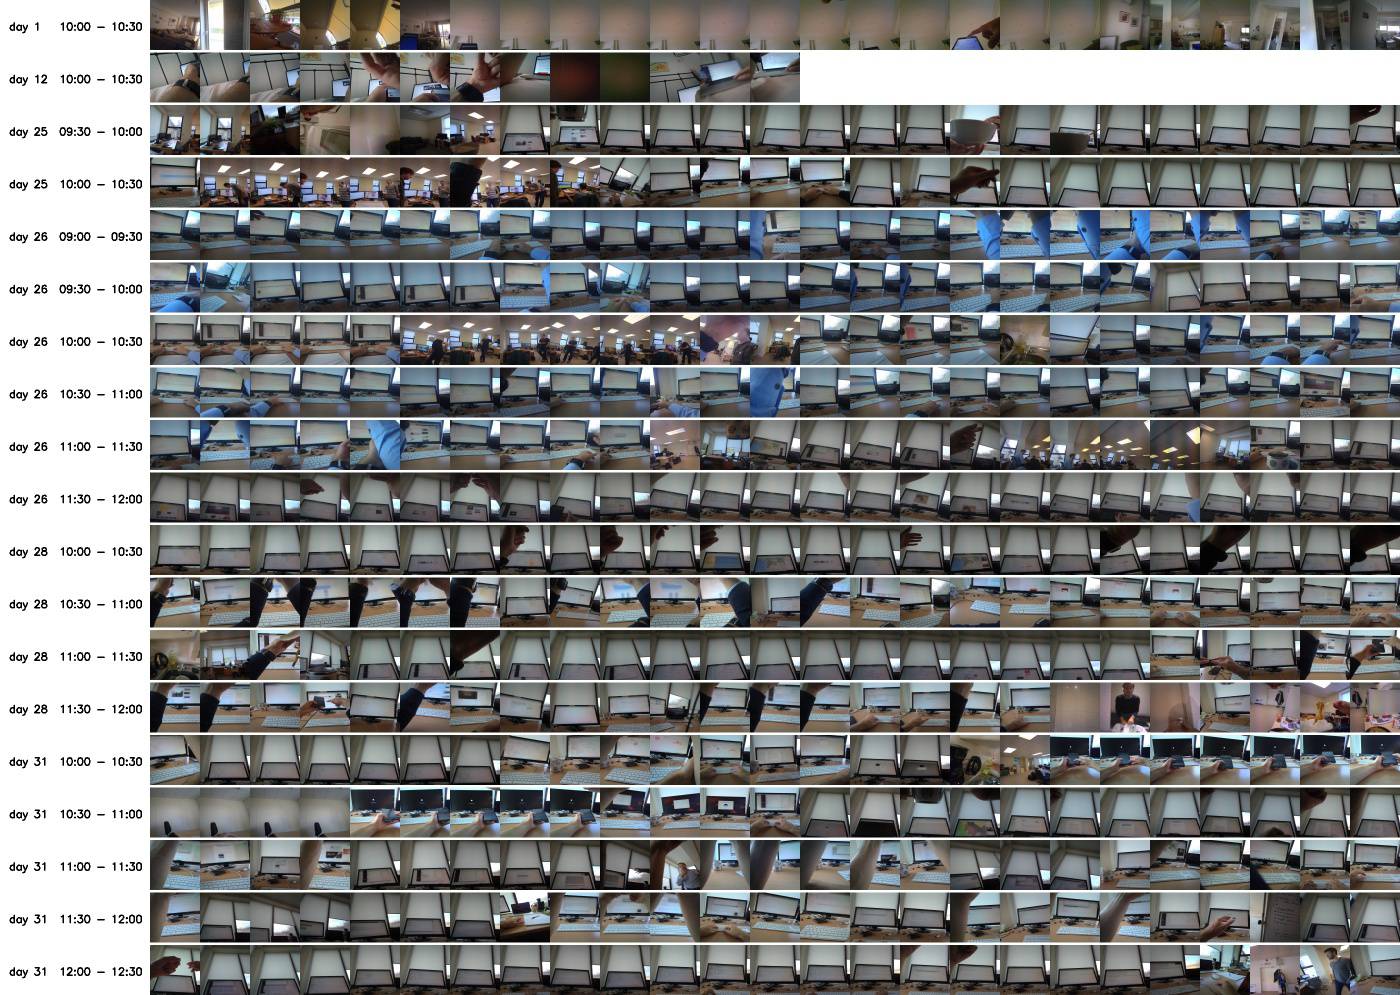 day 1 10:00 – 10:30
day 12 10:00 – 10:30
day 25 09:30 – 10:00
day 25 10:00 – 10:30
day 26 09:00 – 09:30
day 26 09:30 – 10:00
day 26 10:00 – 10:30
day 26 10:30 – 11:00
day 26 11:00 – 11:30
day 26 11:30 – 12:00
day 28 10:00 – 10:30
day 28 10:30 – 11:00
day 28 11:00 – 11:30
day 28 11:30 – 12:00
day 31 10:00 – 10:30
day 31 10:30 – 11:00
day 31 11:00 – 11:30
day 31 11:30 – 12:00
day 31 12:00 – 12:30